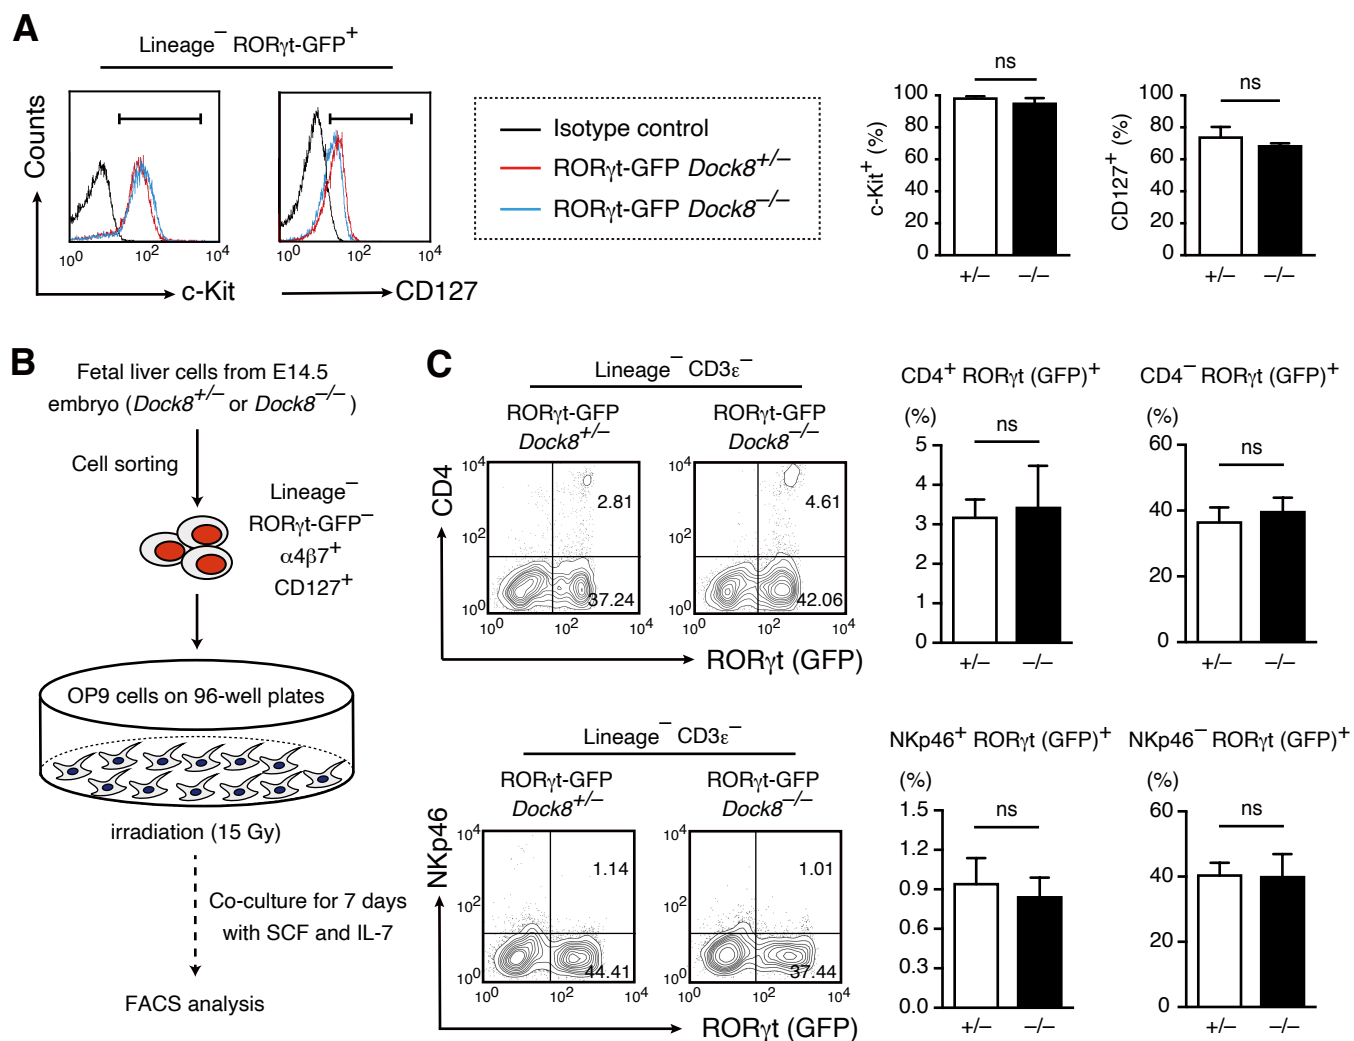 A
Lineage⁻ RORγt-GFP⁺
Counts
10⁰ 10² 10⁴
10⁰ 10² 10⁴
c-Kit
CD127
Isotype control
RORγt-GFP Dock8⁺/⁻
RORγt-GFP Dock8⁻/⁻
ns
c-Kit⁺ (%)
100
80
60
40
20
0
+/– –/–
ns
CD127⁺ (%)
100
80
60
40
20
0
+/– –/–
B
Fetal liver cells from E14.5
embryo (Dock8⁺/⁻ or Dock8⁻/⁻)
Cell sorting
Lineage⁻
RORγt-GFP⁻
α4β7⁺
CD127⁺
OP9 cells on 96-well plates
irradiation (15 Gy)
Co-culture for 7 days
with SCF and IL-7
FACS analysis
C
Lineage⁻ CD3ε⁻
RORγt-GFP
Dock8⁺/⁻
RORγt-GFP
Dock8⁻/⁻
CD4
10⁴
10²
10⁰
2.81
37.24
10⁰ 10² 10⁴
10⁴
10²
10⁰
4.61
42.06
10⁰ 10² 10⁴
RORγt (GFP)
CD4⁺ RORγt (GFP)⁺
(%)
ns
5
4
3
2
1
0
+/– –/–
CD4⁻ RORγt (GFP)⁺
(%)
ns
60
40
20
0
+/– –/–
Lineage⁻ CD3ε⁻
RORγt-GFP
Dock8⁺/⁻
RORγt-GFP
Dock8⁻/⁻
NKp46
10⁴
10²
10⁰
1.14
44.41
10⁰ 10² 10⁴
10⁴
10²
10⁰
1.01
37.44
10⁰ 10² 10⁴
RORγt (GFP)
NKp46⁺ RORγt (GFP)⁺
(%)
ns
1.5
1.2
0.9
0.6
0.3
0.0
+/– –/–
NKp46⁻ RORγt (GFP)⁺
(%)
ns
60
40
20
0
+/– –/–